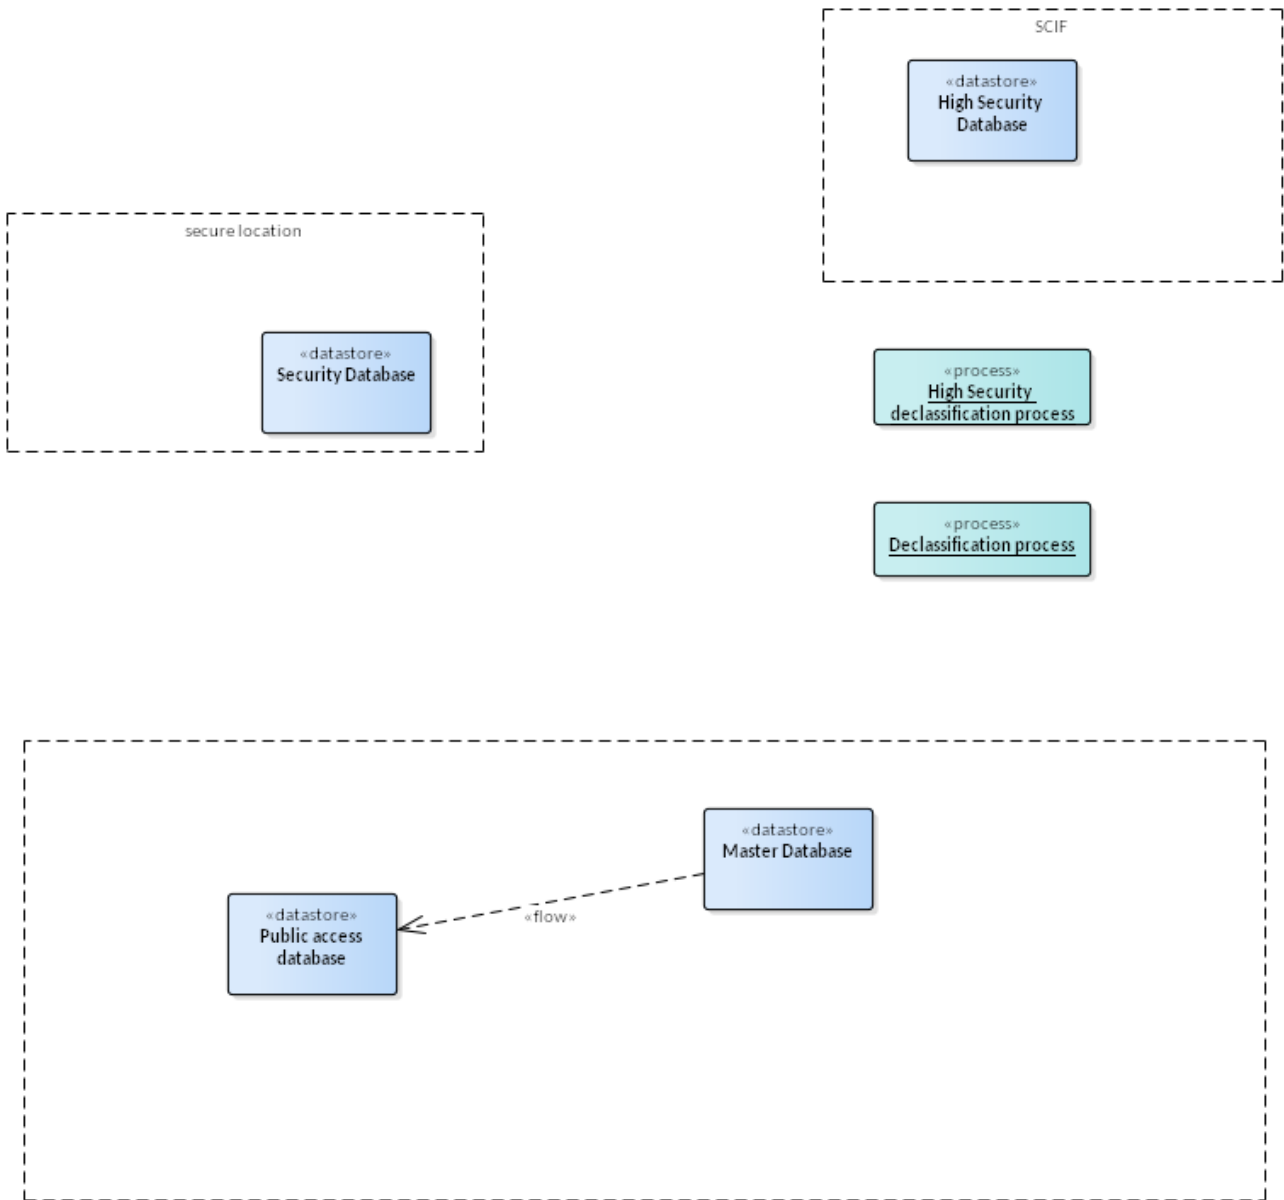 SCIF
«datastore»
High Security
Database
secure location
«datastore»
Security Database
«process»
High Security
declassification process
«process»
Declassification process
«datastore»
Master Database
«flow»
«datastore»
Public access
database